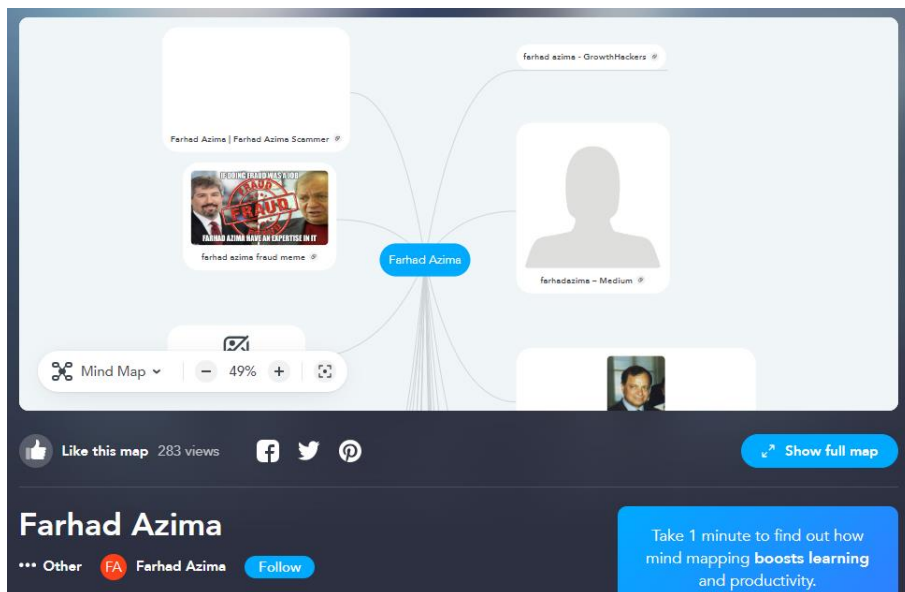 farhad azima - GrowthHackers
Farhad Azima | Farhad Azima Scammer
IF DOING FRAUD WAS A JOB
FRAUD
FRAUD
FARHAD AZIMA HAVE AN EXPERTISE IN IT
farhad azima fraud meme
Farhad Azima
farhadazima – Medium
Mind Map
49%
Like this map 283 views
Show full map
Farhad Azima
Other FA Farhad Azima Follow
Take 1 minute to find out how
mind mapping boosts learning
and productivity.